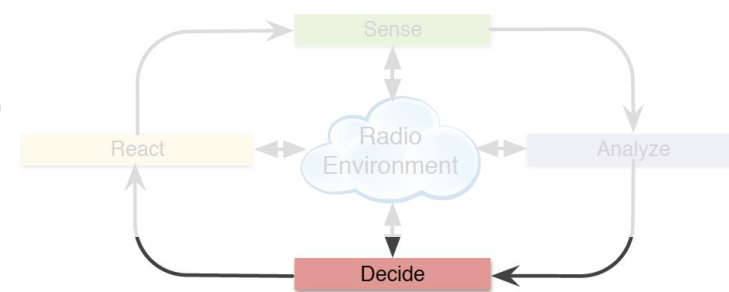 Sense
Radio
Environment
React
Analyze
Decide